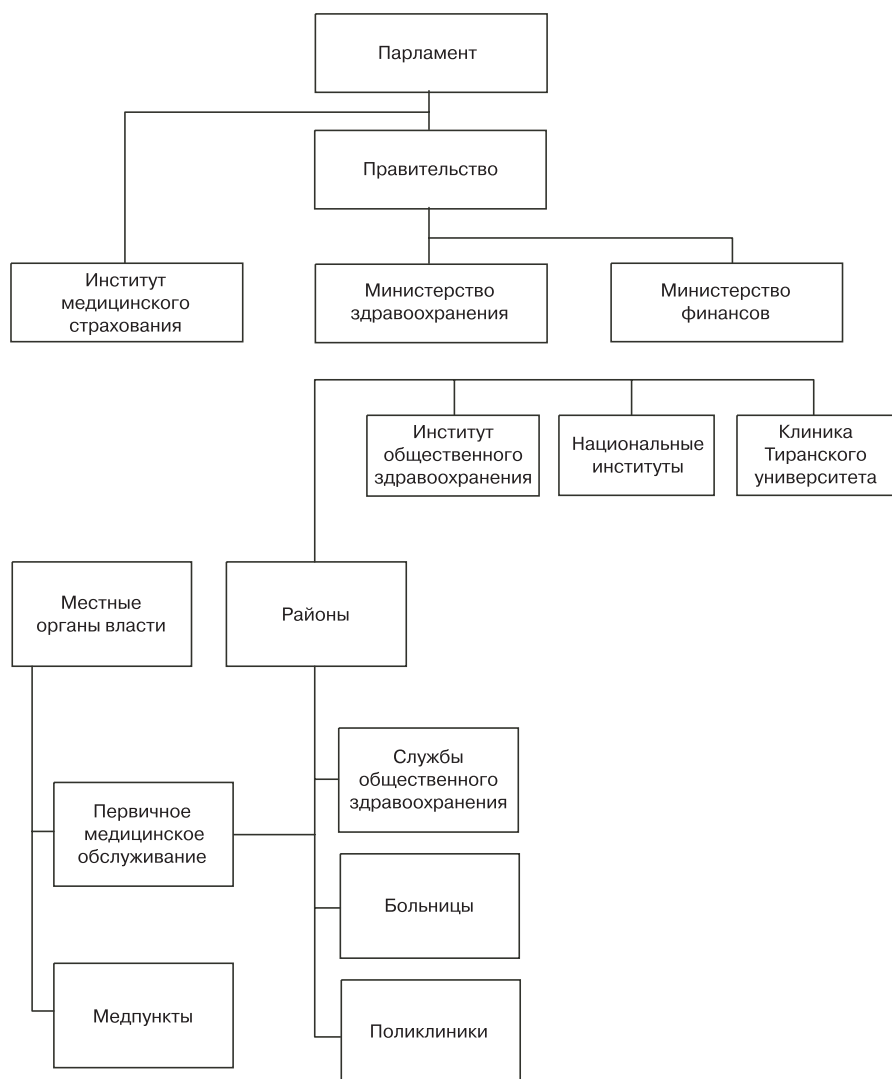 Парламент
Правительство
Институт
медицинского
страхования
Министерство
здравоохранения
Министерство
финансов
Институт
общественного
здравоохранения
Национальные
институты
Клиника
Тиранского
университета
Местные
органы власти
Районы
Службы
общественного
здравоохранения
Первичное
медицинское
обслуживание
Больницы
Медпункты
Поликлиники